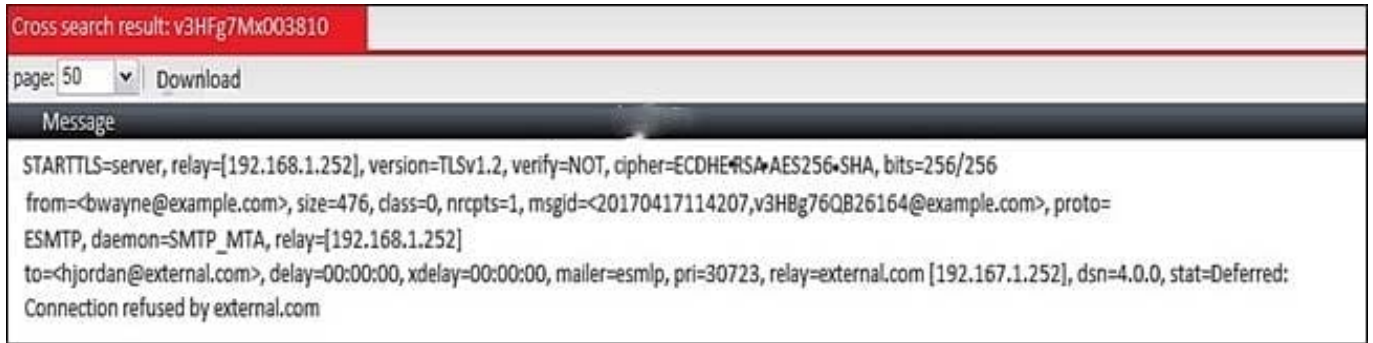 Cross search result: v3HFg7Mx003810
page: 50 Download
Message
STARTTLS=server, relay=[192.168.1.252], version=TLSv1.2, verify=NOT, cipher=ECDHE•RSA•AES256•SHA, bits=256/256
from=<bwayne@example.com>, size=476, class=0, nrcpts=1, msgid=<20170417114207,v3HBg76QB26164@example.com>, proto=
ESMTP, daemon=SMTP_MTA, relay=[192.168.1.252]
to=<hjordan@external.com>, delay=00:00:00, xdelay=00:00:00, mailer=esmlp, pri=30723, relay=external.com [192.167.1.252], dsn=4.0.0, stat=Deferred:
Connection refused by external.com